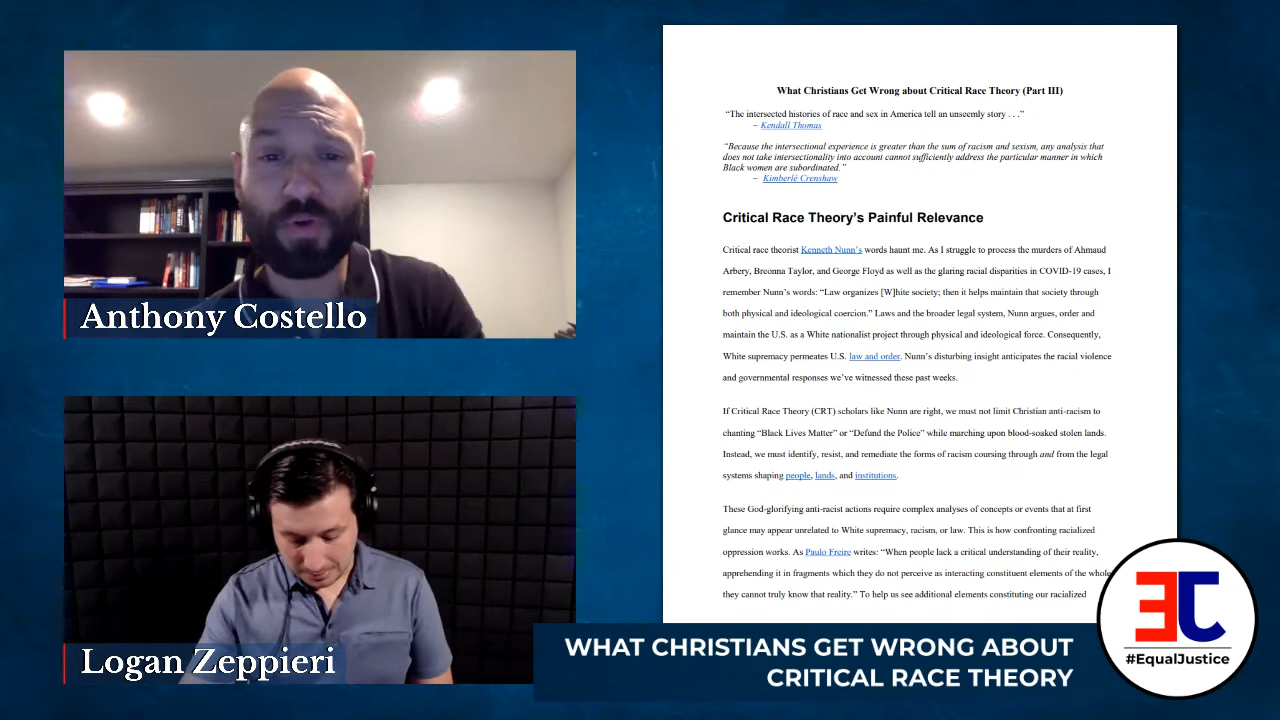 Anthony Costello
Logan Zeppieri
What Christians Get Wrong about Critical Race Theory (Part III)
“The intersected histories of race and sex in America tell an unseemly story . . .”
– Kendall Thomas
“Because the intersectional experience is greater than the sum of racism and sexism, any analysis that
does not take intersectionality into account cannot sufficiently address the particular manner in which
Black women are subordinated.”
– Kimberlé Crenshaw
Critical Race Theory’s Painful Relevance
Critical race theorist Kenneth Nunn’s words haunt me. As I struggle to process the murders of Ahmaud
Arbery, Breonna Taylor, and George Floyd as well as the glaring racial disparities in COVID-19 cases, I
remember Nunn’s words: “Law organizes [W]hite society; then it helps maintain that society through
both physical and ideological coercion.” Laws and the broader legal system, Nunn argues, order and
maintain the U.S. as a White nationalist project through physical and ideological force. Consequently,
White supremacy permeates U.S. law and order. Nunn’s disturbing insight anticipates the racial violence
and governmental responses we’ve witnessed these past weeks.
If Critical Race Theory (CRT) scholars like Nunn are right, we must not limit Christian anti-racism to
chanting “Black Lives Matter” or “Defund the Police” while marching upon blood-soaked stolen lands.
Instead, we must identify, resist, and remediate the forms of racism coursing through and from the legal
systems shaping people, lands, and institutions.
These God-glorifying anti-racist actions require complex analyses of concepts or events that at first
glance may appear unrelated to White supremacy, racism, or law. This is how confronting racialized
oppression works. As Paulo Freire writes: “When people lack a critical understanding of their reality,
apprehending it in fragments which they do not perceive as interacting constituent elements of the whole
they cannot truly know that reality.” To help us see additional elements constituting our racialized
WHAT CHRISTIANS GET WRONG ABOUT
CRITICAL RACE THEORY
EJ
#EqualJustice